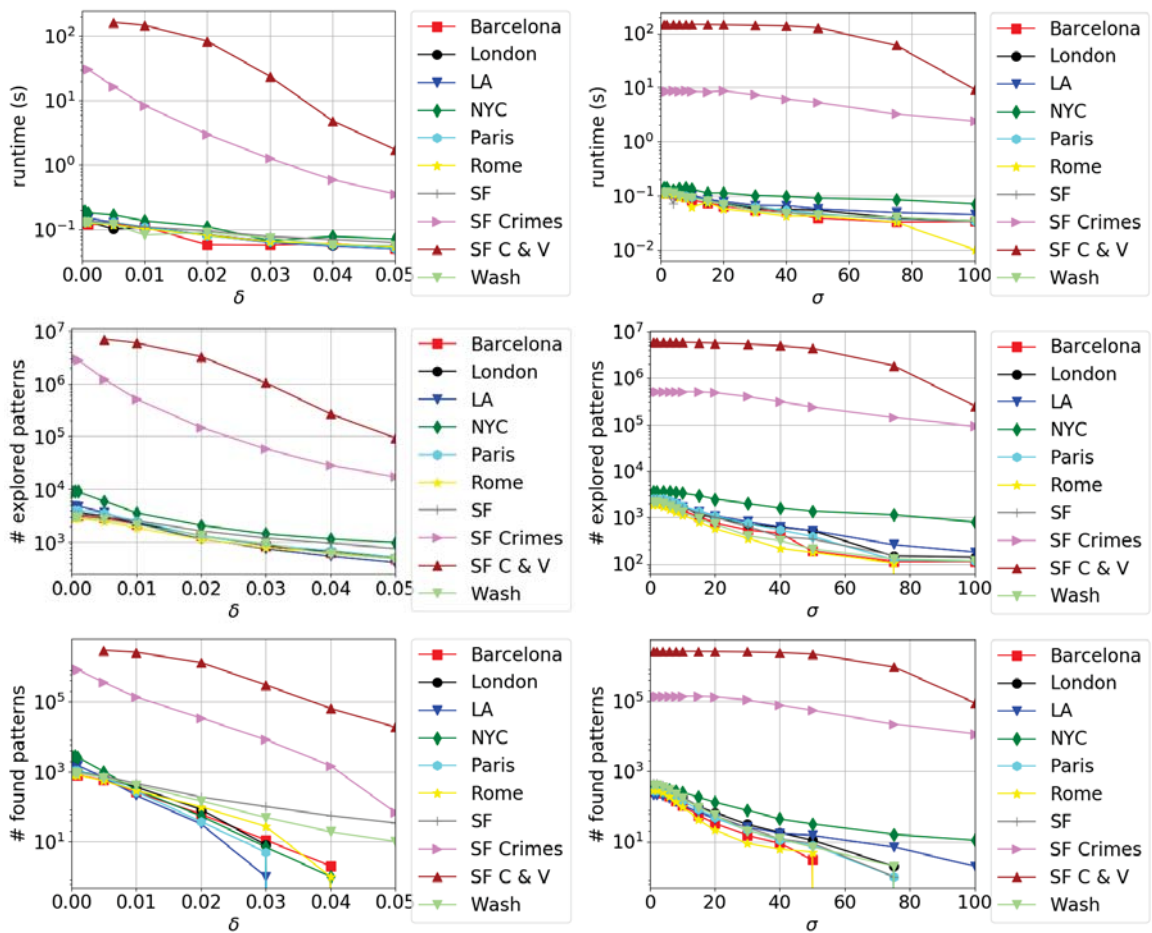 runtime (s)
10²
10¹
10⁰
10⁻¹
0.00 0.01 0.02 0.03 0.04 0.05
δ
Barcelona
London
LA
NYC
Paris
Rome
SF
SF Crimes
SF C & V
Wash
runtime (s)
10²
10¹
10⁰
10⁻¹
10⁻²
0 20 40 60 80 100
σ
Barcelona
London
LA
NYC
Paris
Rome
SF
SF Crimes
SF C & V
Wash
# explored patterns
10⁷
10⁶
10⁵
10⁴
10³
0.00 0.01 0.02 0.03 0.04 0.05
δ
Barcelona
London
LA
NYC
Paris
Rome
SF
SF Crimes
SF C & V
Wash
# explored patterns
10⁷
10⁶
10⁵
10⁴
10³
10²
0 20 40 60 80 100
σ
Barcelona
London
LA
NYC
Paris
Rome
SF
SF Crimes
SF C & V
Wash
# found patterns
10⁵
10³
10¹
0.00 0.01 0.02 0.03 0.04 0.05
δ
Barcelona
London
LA
NYC
Paris
Rome
SF
SF Crimes
SF C & V
Wash
# found patterns
10⁵
10³
10¹
0 20 40 60 80 100
σ
Barcelona
London
LA
NYC
Paris
Rome
SF
SF Crimes
SF C & V
Wash